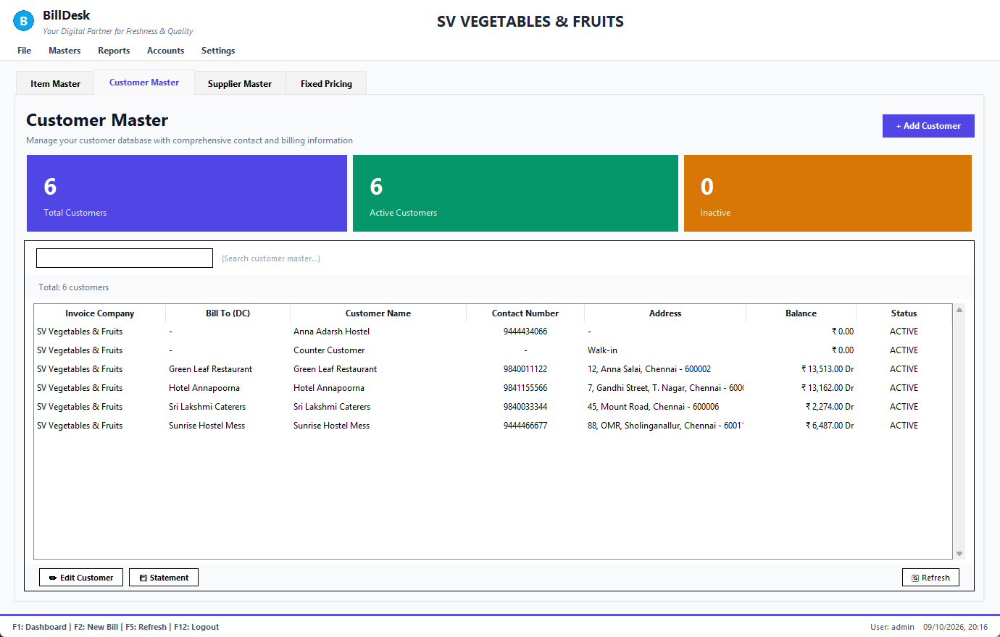 B BillDesk
Your Digital Partner for Freshness & Quality
SV VEGETABLES & FRUITS
File Masters Reports Accounts Settings
Item Master Customer Master Supplier Master Fixed Pricing
Customer Master
Manage your customer database with comprehensive contact and billing information
+ Add Customer
6
Total Customers
6
Active Customers
0
Inactive
(Search customer master...)
Total: 6 customers
Invoice Company Bill To (DC) Customer Name Contact Number Address Balance Status
SV Vegetables & Fruits - Anna Adarsh Hostel 9444434066 - ₹ 0.00 ACTIVE
SV Vegetables & Fruits - Counter Customer - Walk-in ₹ 0.00 ACTIVE
SV Vegetables & Fruits Green Leaf Restaurant Green Leaf Restaurant 9840011122 12, Anna Salai, Chennai - 600002 ₹ 13,513.00 Dr ACTIVE
SV Vegetables & Fruits Hotel Annapoorna Hotel Annapoorna 9841155566 7, Gandhi Street, T. Nagar, Chennai - 600 ₹ 13,162.00 Dr ACTIVE
SV Vegetables & Fruits Sri Lakshmi Caterers Sri Lakshmi Caterers 9840033344 45, Mount Road, Chennai - 600006 ₹ 2,274.00 Dr ACTIVE
SV Vegetables & Fruits Sunrise Hostel Mess Sunrise Hostel Mess 9444466677 88, OMR, Sholinganallur, Chennai - 6001 ₹ 6,487.00 Dr ACTIVE
Edit Customer Statement Refresh
F1: Dashboard | F2: New Bill | F5: Refresh | F12: Logout
User: admin 09/10/2026, 20:16